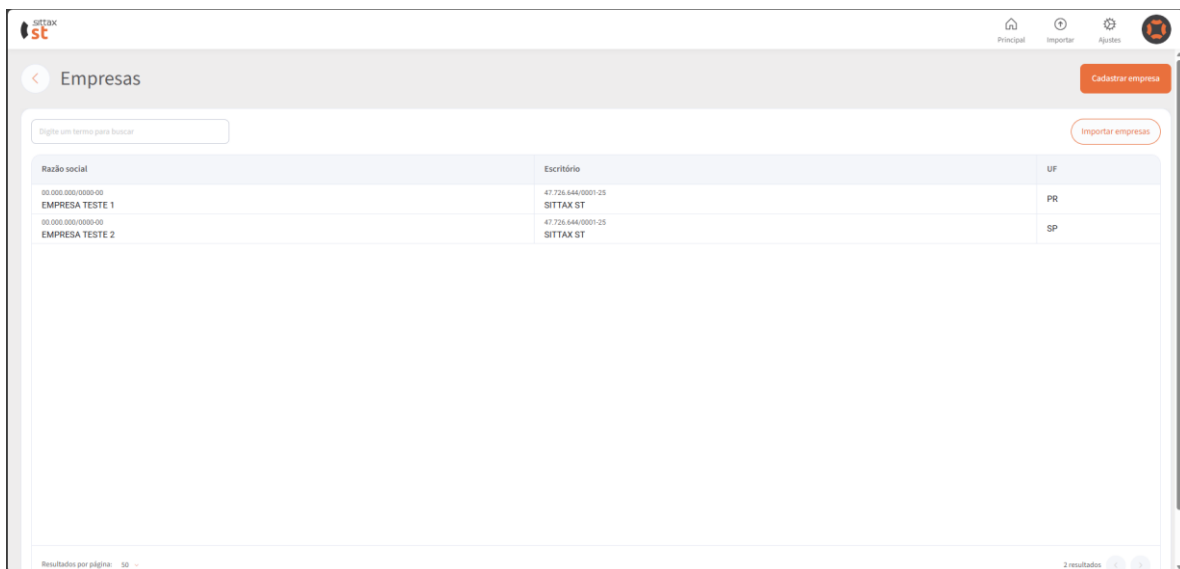 sittax
st
Principal Importar Ajustes
Empresas
Cadastrar empresa
Digite um termo para buscar
Importar empresas
Razão social Escritório UF
00.000.000/0000-00 47.726.644/0001-25
EMPRESA TESTE 1 SITTAX ST PR
00.000.000/0000-00 47.726.644/0001-25
EMPRESA TESTE 2 SITTAX ST SP
Resultados por página: 50 2 resultados